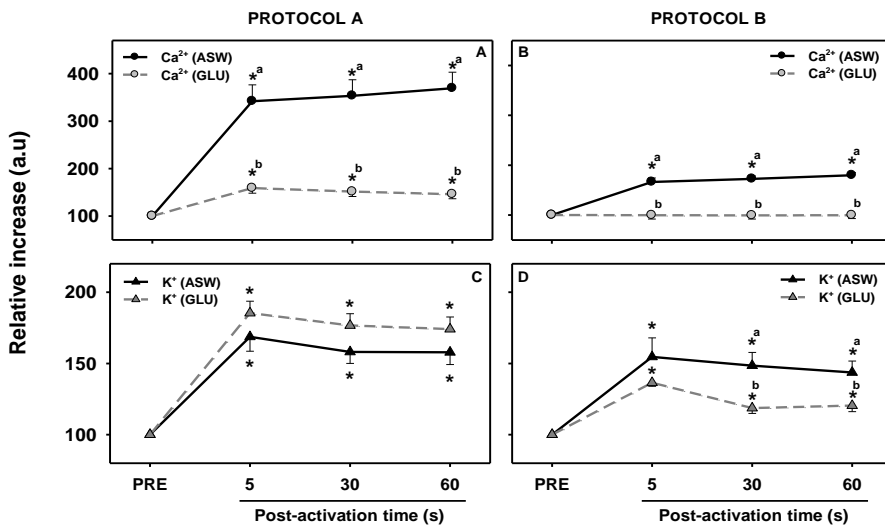 PROTOCOL A
PROTOCOL B
Relative increase (a.u)
A
Ca²⁺ (ASW)
Ca²⁺ (GLU)
400
300
200
100
*a *a *a
*b *b *b
B
Ca²⁺ (ASW)
Ca²⁺ (GLU)
*a *a *a
b b b
C
K⁺ (ASW)
K⁺ (GLU)
200
150
100
* * *
* * *
PRE 5 30 60
Post-activation time (s)
D
K⁺ (ASW)
K⁺ (GLU)
* *a *a
* *b *b
PRE 5 30 60
Post-activation time (s)